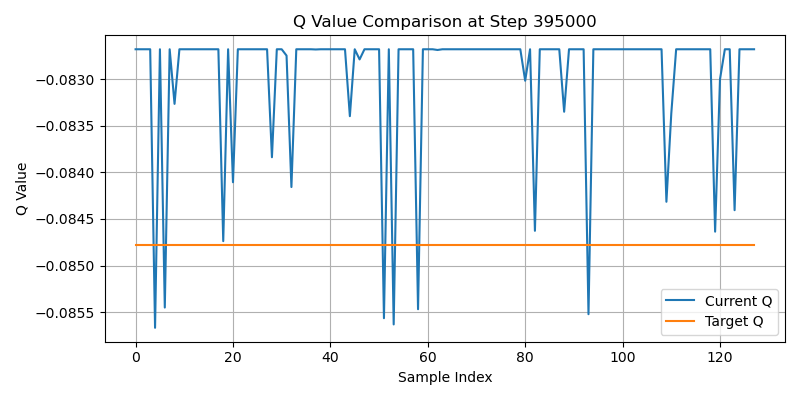 Q Value Comparison at Step 395000
Q Value
−0.0830
−0.0835
−0.0840
−0.0845
−0.0850
−0.0855
Current Q
Target Q
0 20 40 60 80 100 120
Sample Index